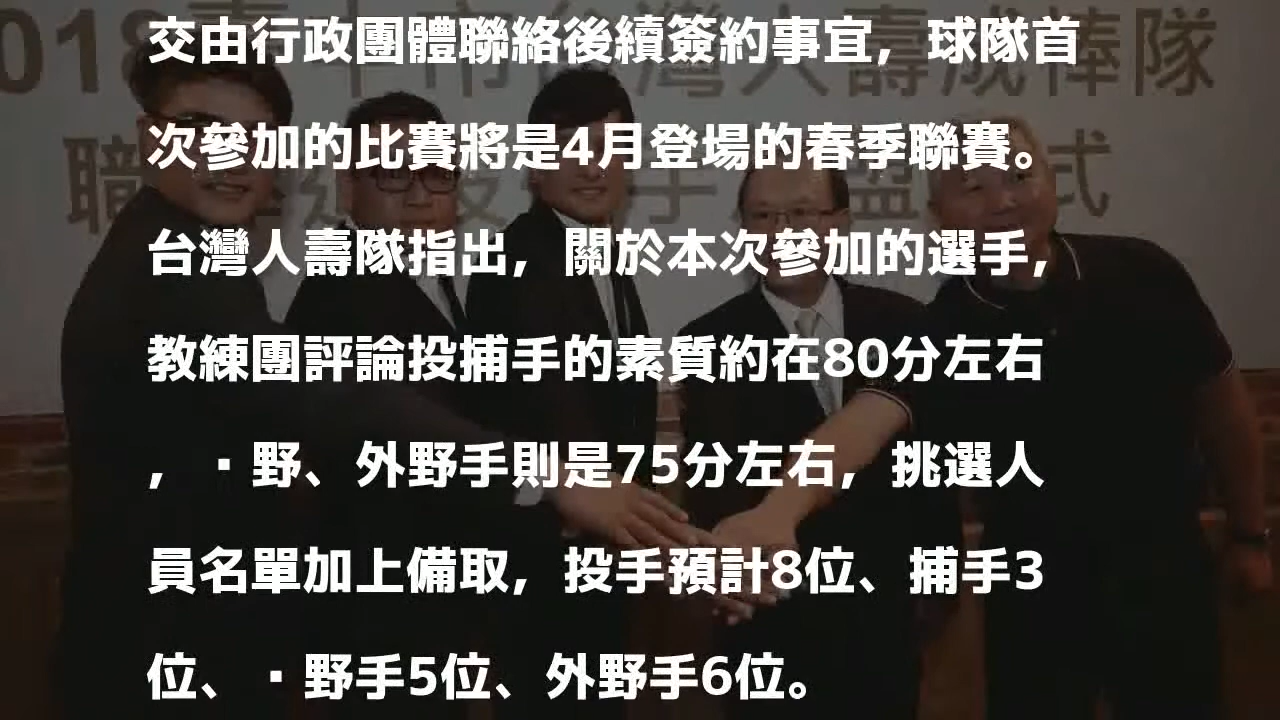 交由行政團體聯絡後續簽約事宜，球隊首
次參加的比賽將是4月登場的春季聯賽。
台灣人壽隊指出，關於本次參加的選手，
教練團評論投捕手的素質約在80分左右
，▪野、外野手則是75分左右，挑選人
員名單加上備取，投手預計8位、捕手3
位、▪野手5位、外野手6位。